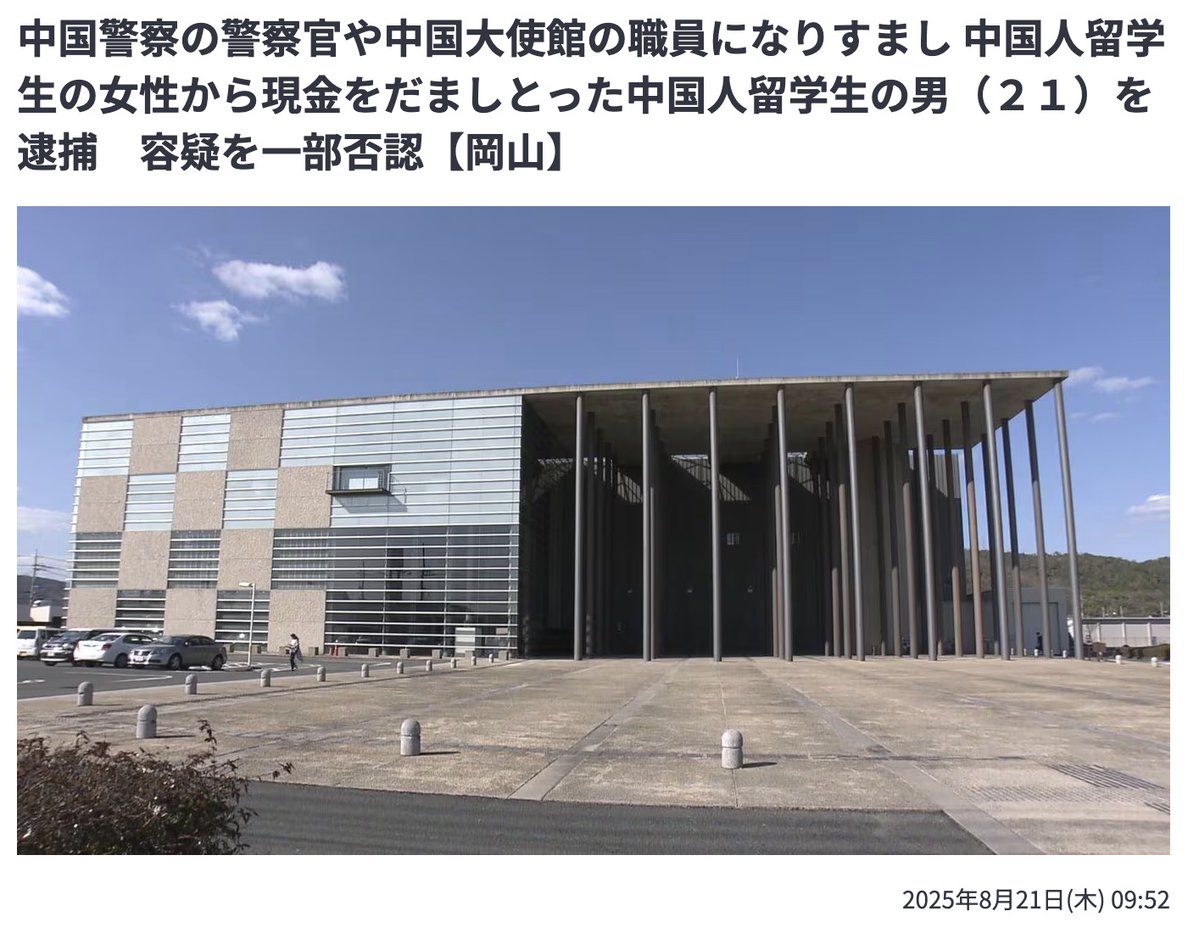 中国警察の警察官や中国大使館の職員になりすまし 中国人留学
生の女性から現金をだましとった中国人留学生の男（２１）を
逮捕　容疑を一部否認【岡山】
2025年8月21日(木) 09:52